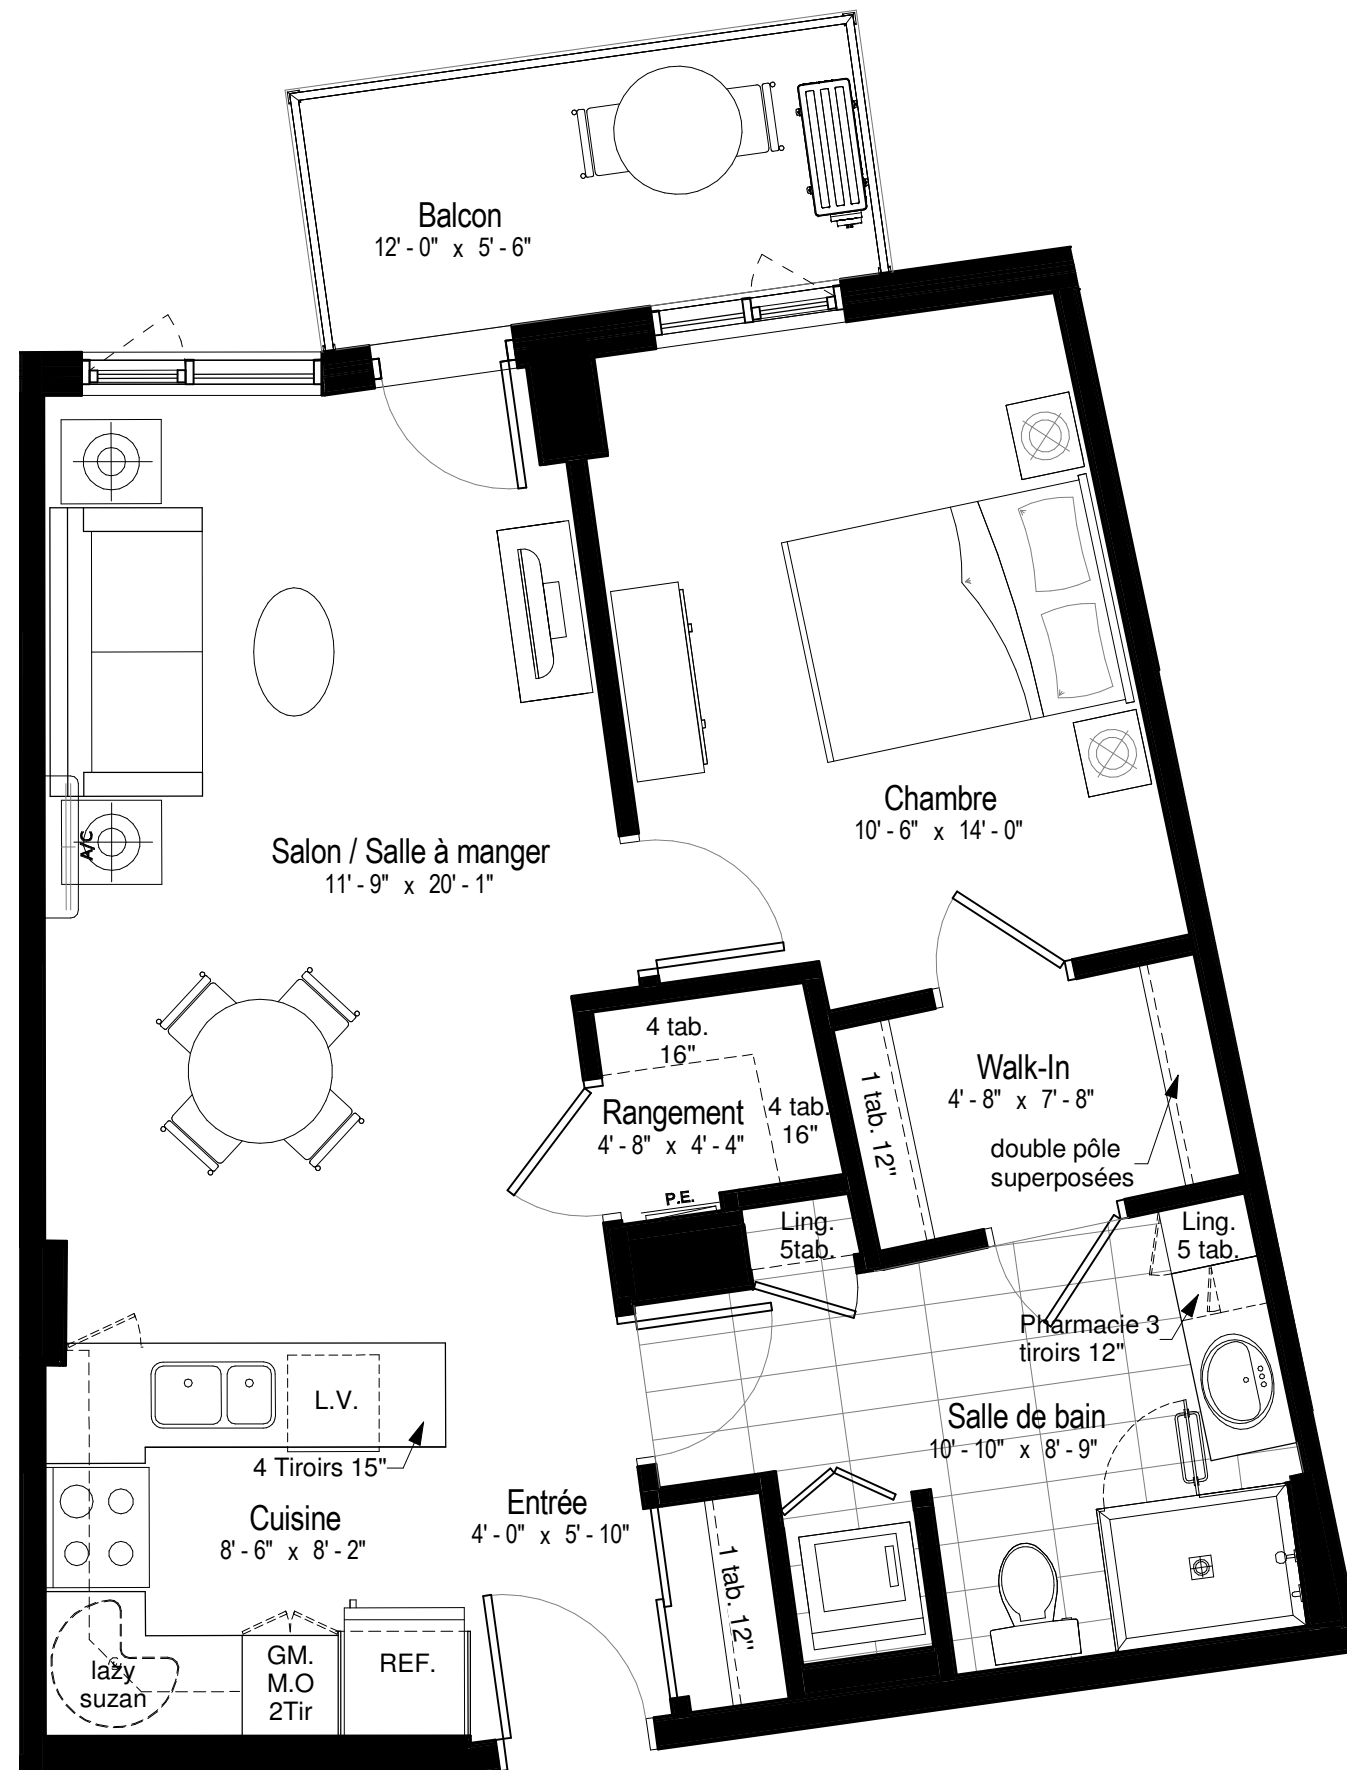 Balcon
12' - 0" x 5' - 6"
Chambre
10' - 6" x 14' - 0"
A/C
Salon / Salle à manger
11' - 9" x 20' - 1"
4 tab.
16"
Rangement
4' - 8" x 4' - 4"
4 tab.
16"
P.E.
1 tab. 12"
Walk-In
4' - 8" x 7' - 8"
double pôle
superposées
Ling.
5tab.
Ling.
5 tab.
Pharmacie 3
tiroirs 12"
L.V.
4 Tiroirs 15"
Salle de bain
10' - 10" x 8' - 9"
Cuisine
8' - 6" x 8' - 2"
Entrée
4' - 0" x 5' - 10"
1 tab. 12"
lazy
suzan
GM.
M.O
2Tir
REF.